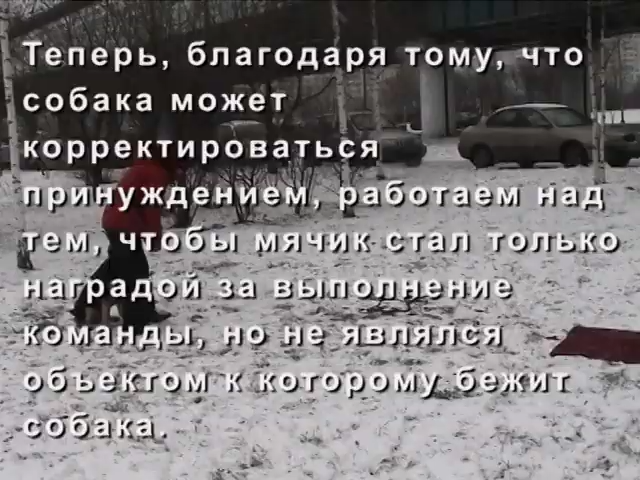 Теперь, благодаря тому, что
собака может
корректироваться
принуждением, работаем над
тем, чтобы мячик стал только
наградой за выполнение
команды, но не являлся
объектом к которому бежит
собака.